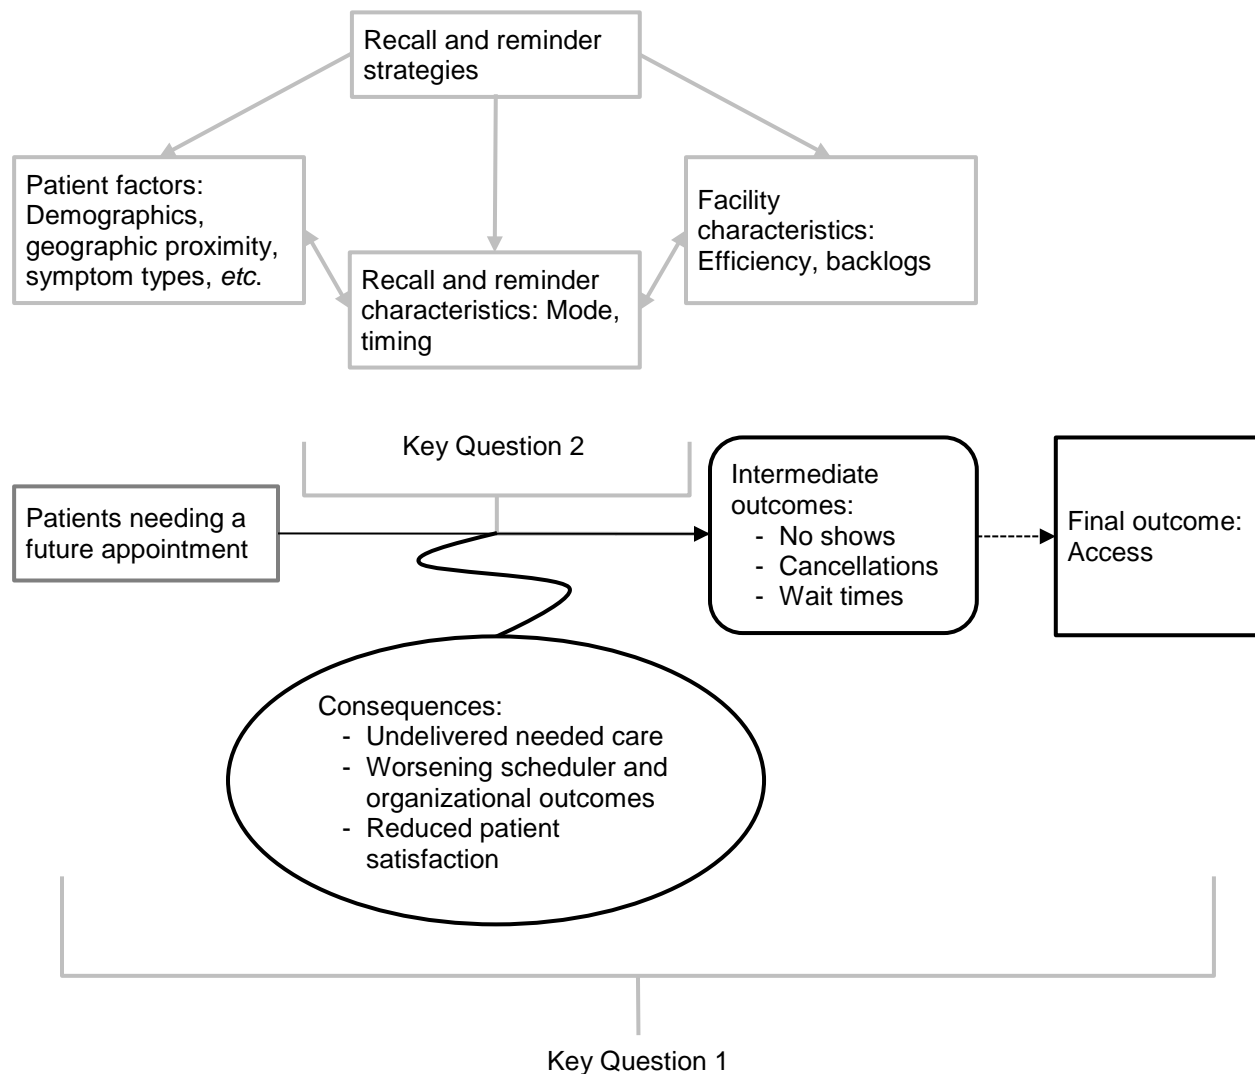 Recall and reminder
strategies
Patient factors:
Demographics,
geographic proximity,
symptom types, etc.
Recall and reminder
characteristics: Mode,
timing
Facility
characteristics:
Efficiency, backlogs
Key Question 2
Patients needing a
future appointment
Intermediate
outcomes:
- No shows
- Cancellations
- Wait times
Final outcome:
Access
Consequences:
- Undelivered needed care
- Worsening scheduler and
organizational outcomes
- Reduced patient
satisfaction
Key Question 1